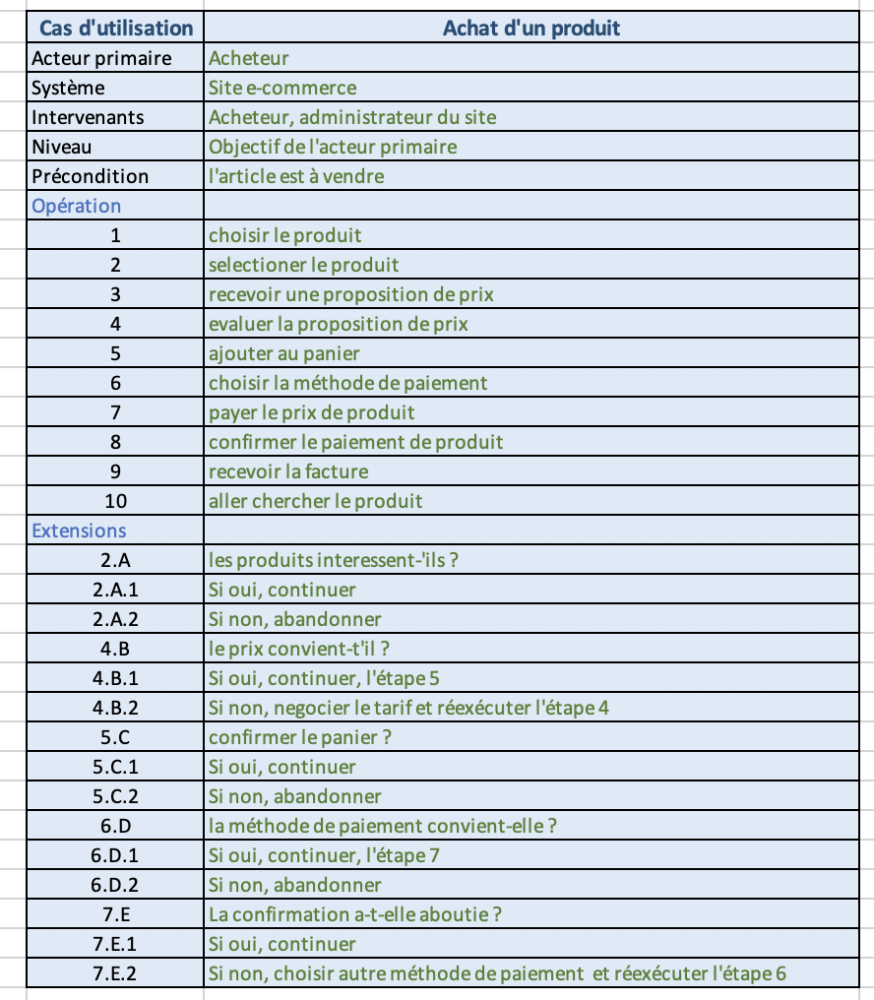 Cas d'utilisation Achat d'un produit
Acteur primaire Acheteur
Système Site e-commerce
Intervenants Acheteur, administrateur du site
Niveau Objectif de l'acteur primaire
Précondition l'article est à vendre
Opération
1 choisir le produit
2 selectioner le produit
3 recevoir une proposition de prix
4 evaluer la proposition de prix
5 ajouter au panier
6 choisir la méthode de paiement
7 payer le prix de produit
8 confirmer le paiement de produit
9 recevoir la facture
10 aller chercher le produit
Extensions
2.A les produits interessent-'ils ?
2.A.1 Si oui, continuer
2.A.2 Si non, abandonner
4.B le prix convient-t'il ?
4.B.1 Si oui, continuer, l'étape 5
4.B.2 Si non, negocier le tarif et réexécuter l'étape 4
5.C confirmer le panier ?
5.C.1 Si oui, continuer
5.C.2 Si non, abandonner
6.D la méthode de paiement convient-elle ?
6.D.1 Si oui, continuer, l'étape 7
6.D.2 Si non, abandonner
7.E La confirmation a-t-elle aboutie ?
7.E.1 Si oui, continuer
7.E.2 Si non, choisir autre méthode de paiement et réexécuter l'étape 6